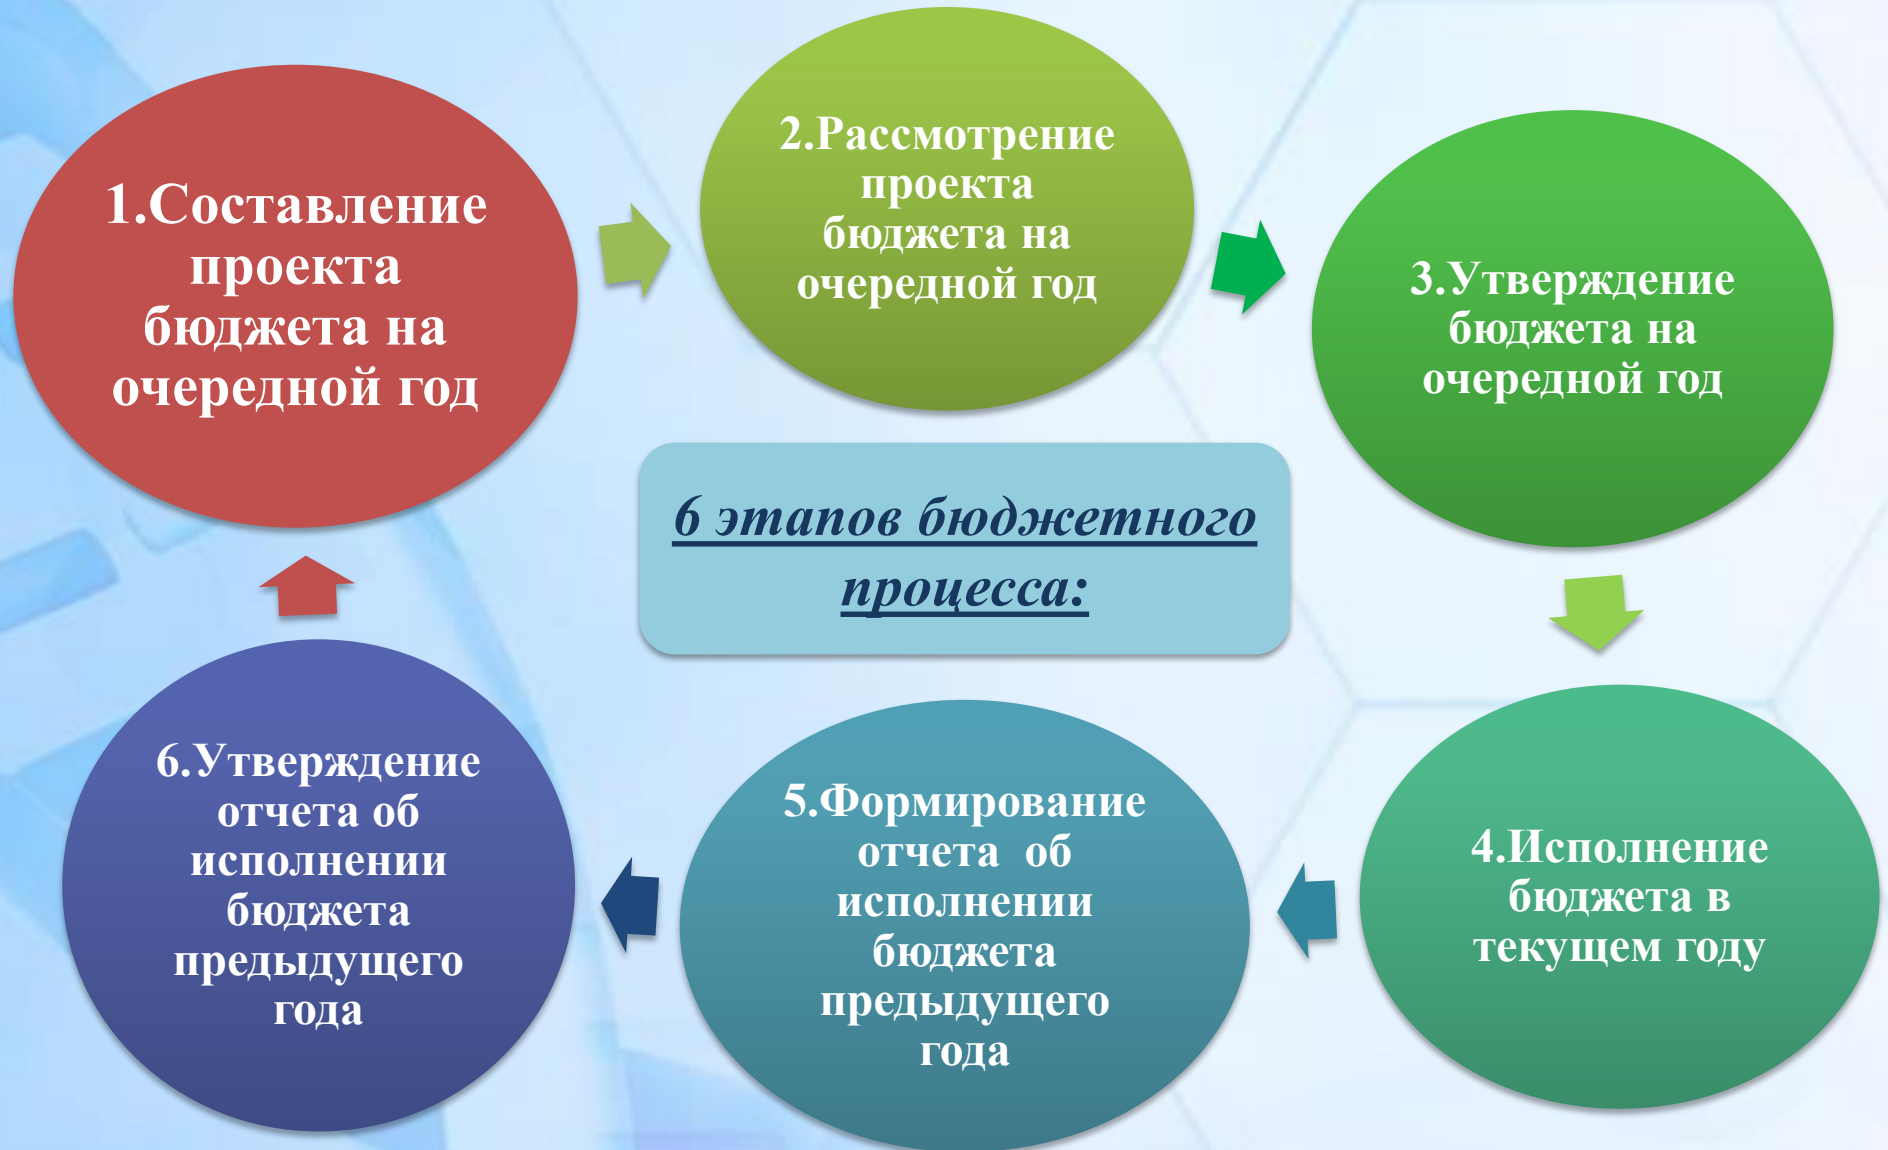 1.Составление
проекта
бюджета на
очередной год
2.Рассмотрение
проекта
бюджета на
очередной год
3.Утверждение
бюджета на
очередной год
6 этапов бюджетного
процесса:
4.Исполнение
бюджета в
текущем году
5.Формирование
отчета  об
исполнении
бюджета
предыдущего
года
6.Утверждение
отчета об
исполнении
бюджета
предыдущего
года